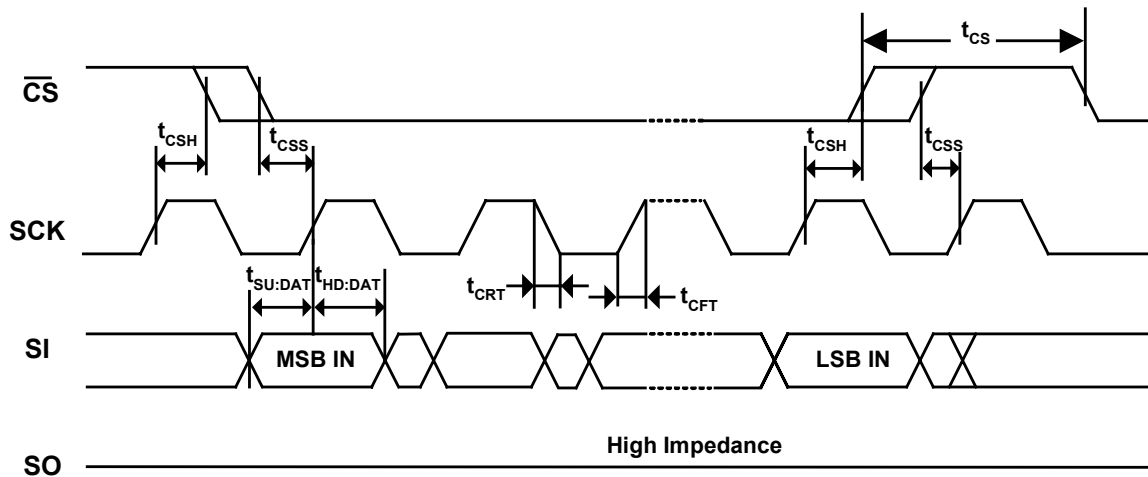 tCS
CS
tCSH
tCSS
tCSH
tCSS
SCK
tSU:DAT
tHD:DAT
tCRT
tCFT
SI
MSB IN
LSB IN
High Impedance
SO